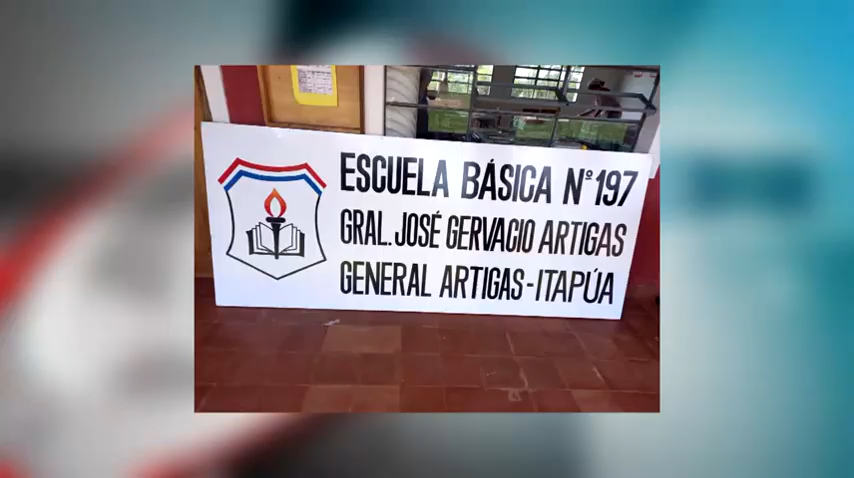 ESCUELA BÁSICA N° 197
GRAL. JOSÉ GERVACIO ARTIGAS
GENERAL ARTIGAS-ITAPÚA